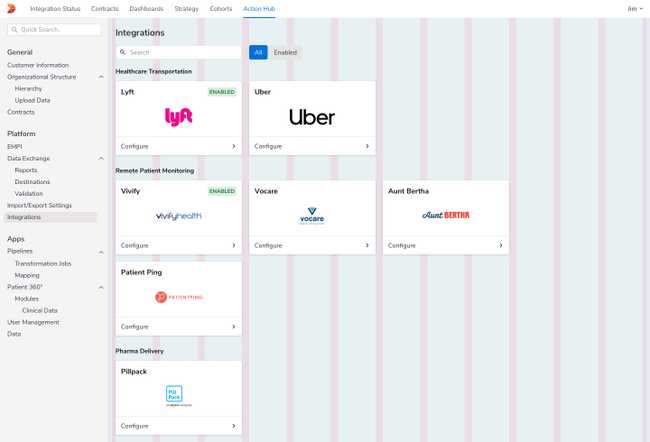 Integration Status Contracts Dashboards Strategy Cohorts Action Hub
Quick Search..
General
Customer Information
Organizational Structure
Hierarchy
Upload Data
Contracts
Platform
EMPI
Data Exchange
Reports
Destinations
Validation
Import/Export Settings
Integrations
Apps
Pipelines
Transformation Jobs
Mapping
Patient 360°
Modules
Clinical Data
User Management
Data
Integrations
Search
All Enabled
Healthcare Transportation
Lyft ENABLED
lyft
Configure
Uber
Uber
Configure
Remote Patient Monitoring
Vivify ENABLED
vivifyhealth
Configure
Vocare
vocare
Configure
Aunt Bertha
Aunt BERTHA
Configure
Patient Ping
PATIENTPING
Configure
Pharma Delivery
Pillpack
Pill
Pack
Configure